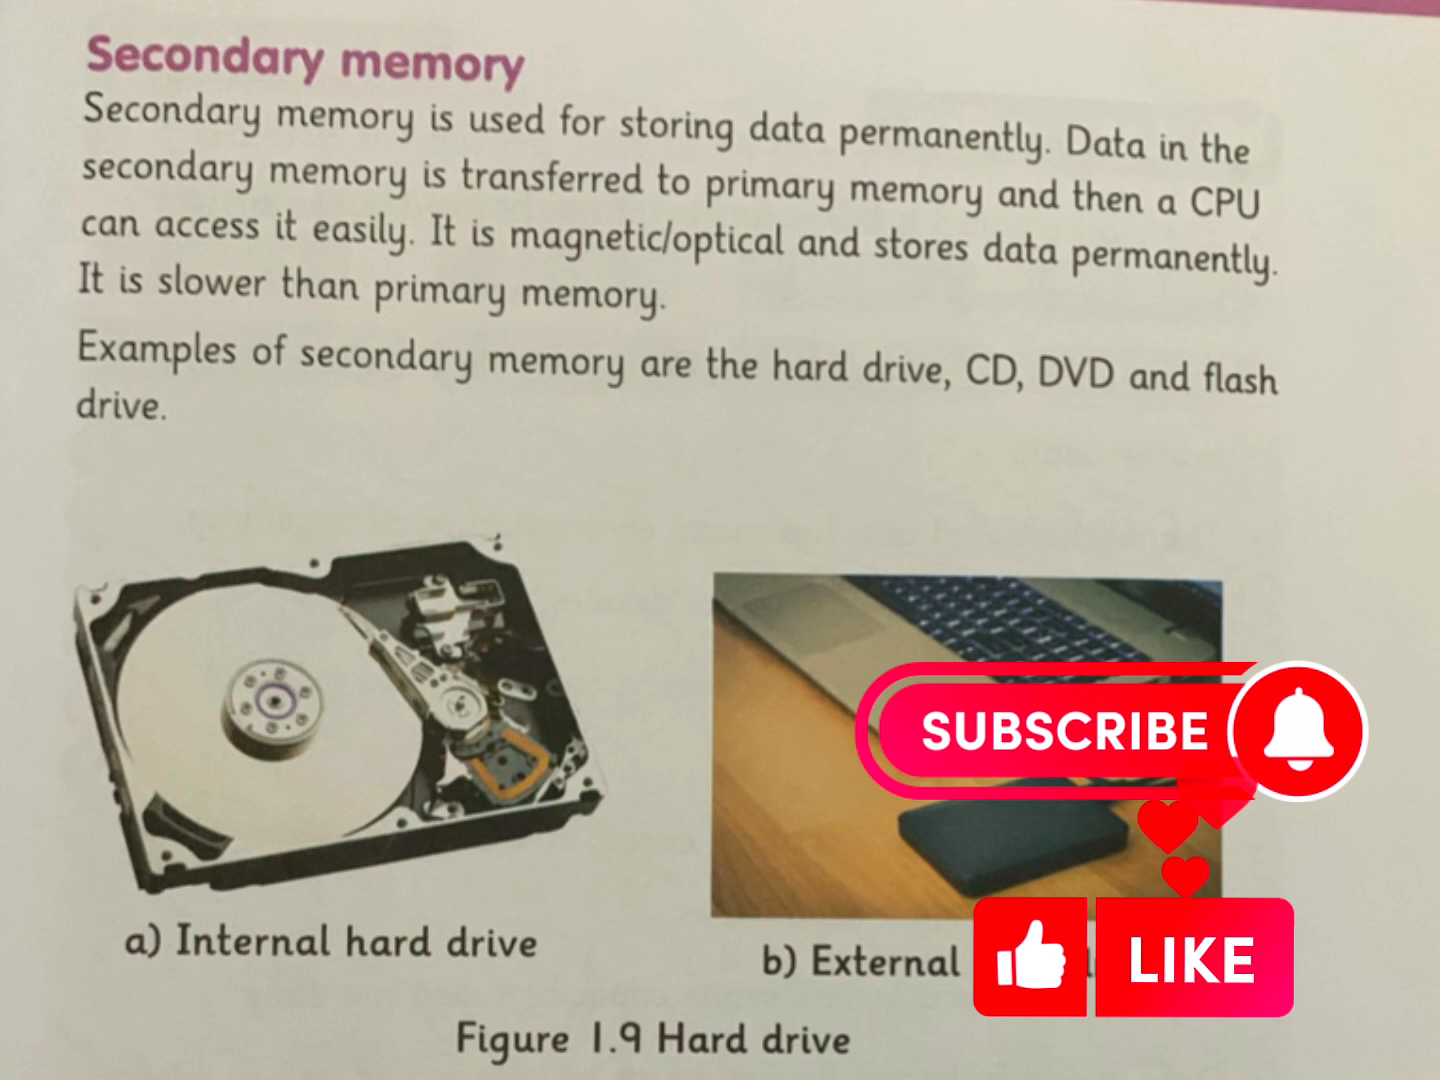 Secondary memory
Secondary memory is used for storing data permanently. Data in the
secondary memory is transferred to primary memory and then a CPU
can access it easily. It is magnetic/optical and stores data permanently.
It is slower than primary memory.
Examples of secondary memory are the hard drive, CD, DVD and flash
drive.
SUBSCRIBE
a) Internal hard drive
b) External
LIKE
Figure 1.9 Hard drive